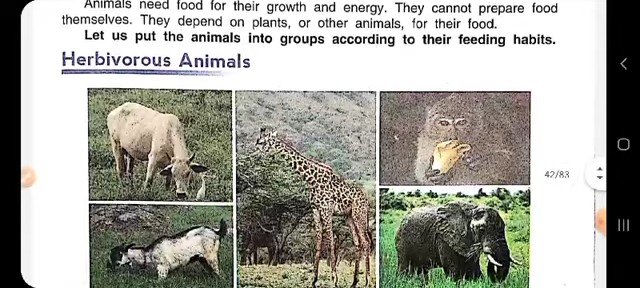 Animals need food for their growth and energy. They cannot prepare food
themselves. They depend on plants, or other animals, for their food.
Let us put the animals into groups according to their feeding habits.
Herbivorous Animals
42/83